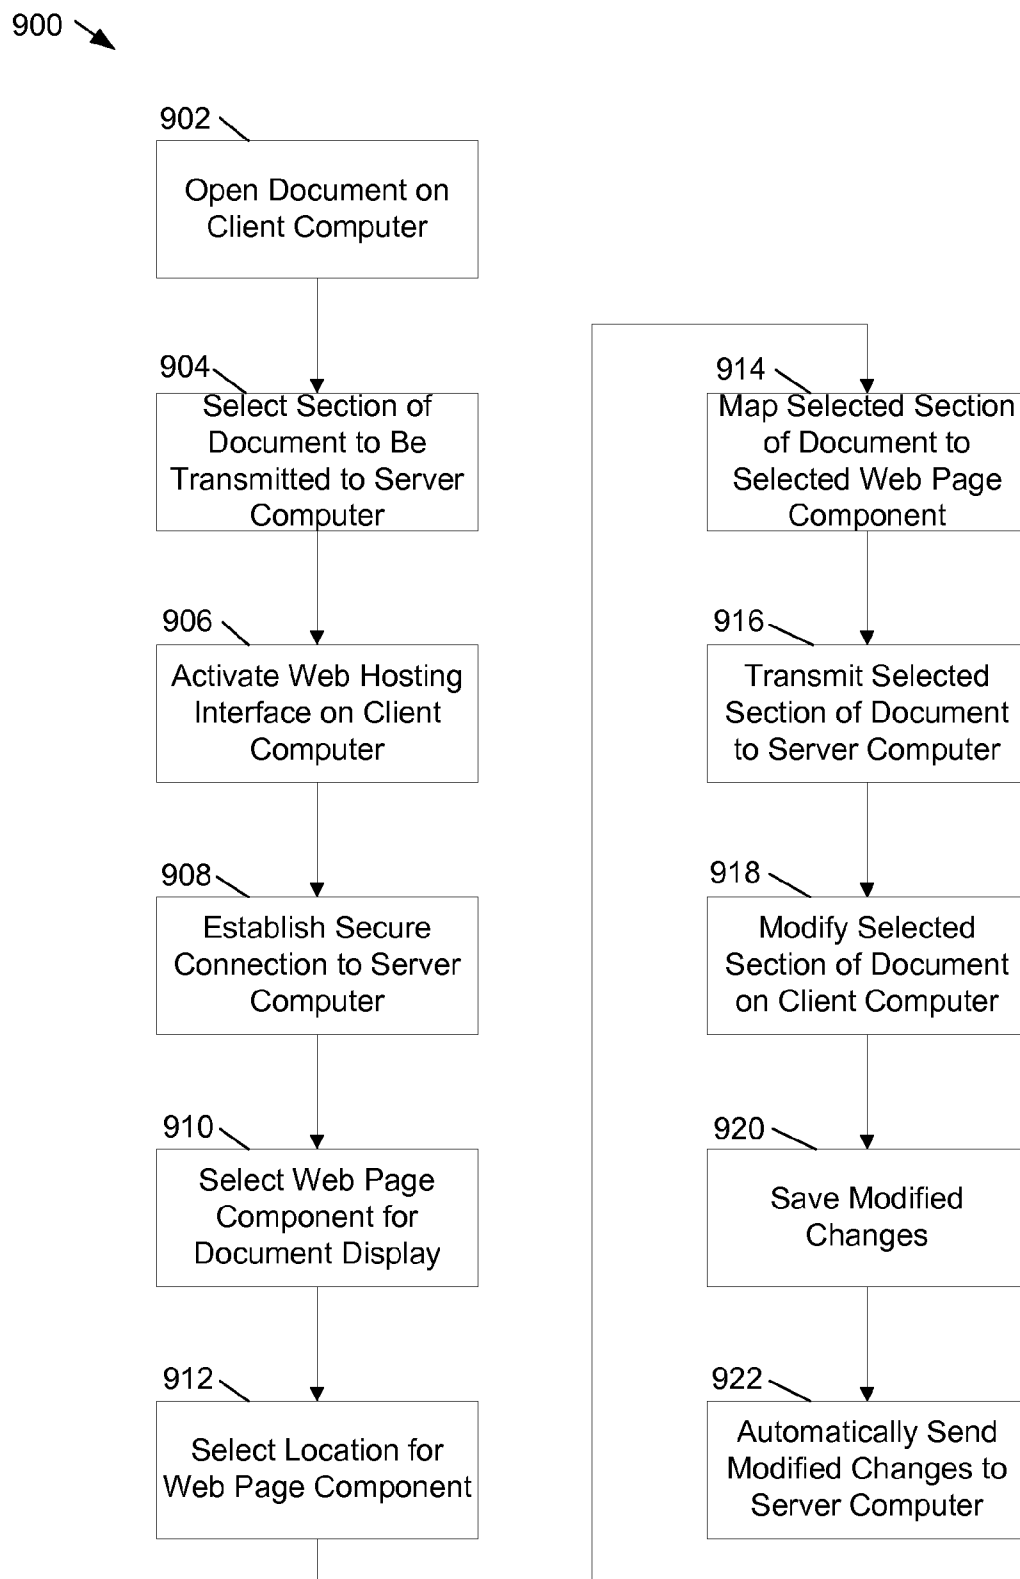 900
902
Open Document on
Client Computer
904
Select Section of
Document to Be
Transmitted to Server
Computer
906
Activate Web Hosting
Interface on Client
Computer
908
Establish Secure
Connection to Server
Computer
910
Select Web Page
Component for
Document Display
912
Select Location for
Web Page Component
914
Map Selected Section
of Document to
Selected Web Page
Component
916
Transmit Selected
Section of Document
to Server Computer
918
Modify Selected
Section of Document
on Client Computer
920
Save Modified
Changes
922
Automatically Send
Modified Changes to
Server Computer